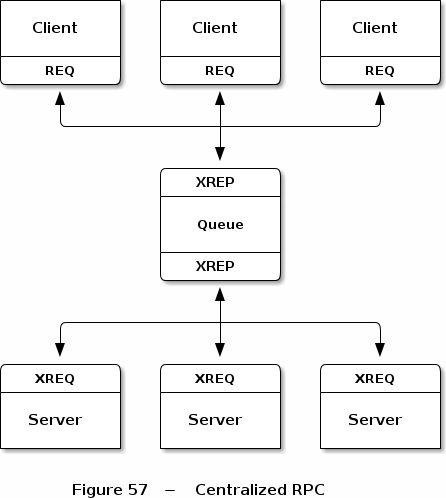 Client Client Client
REQ REQ REQ
XREP
Queue
XREP
XREQ XREQ XREQ
Server Server Server
Figure 57 – Centralized RPC